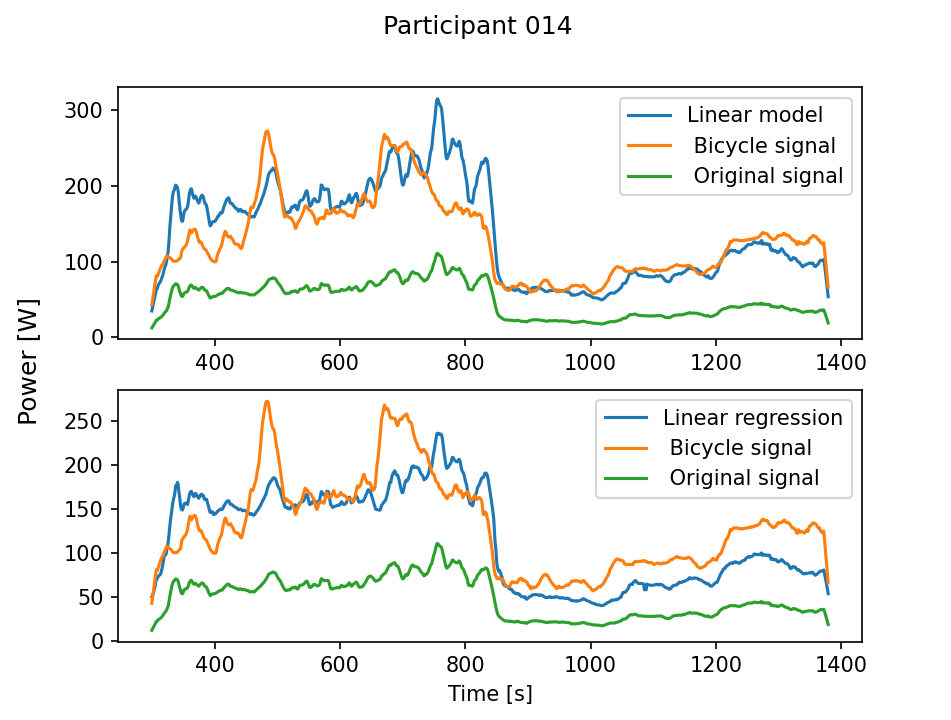 Participant 014
Power [W]
300
200
100
0
Linear model
Bicycle signal
Original signal
400
600
800
1000
1200
1400
250
200
150
100
50
0
Linear regression
Bicycle signal
Original signal
400
600
800
1000
1200
1400
Time [s]